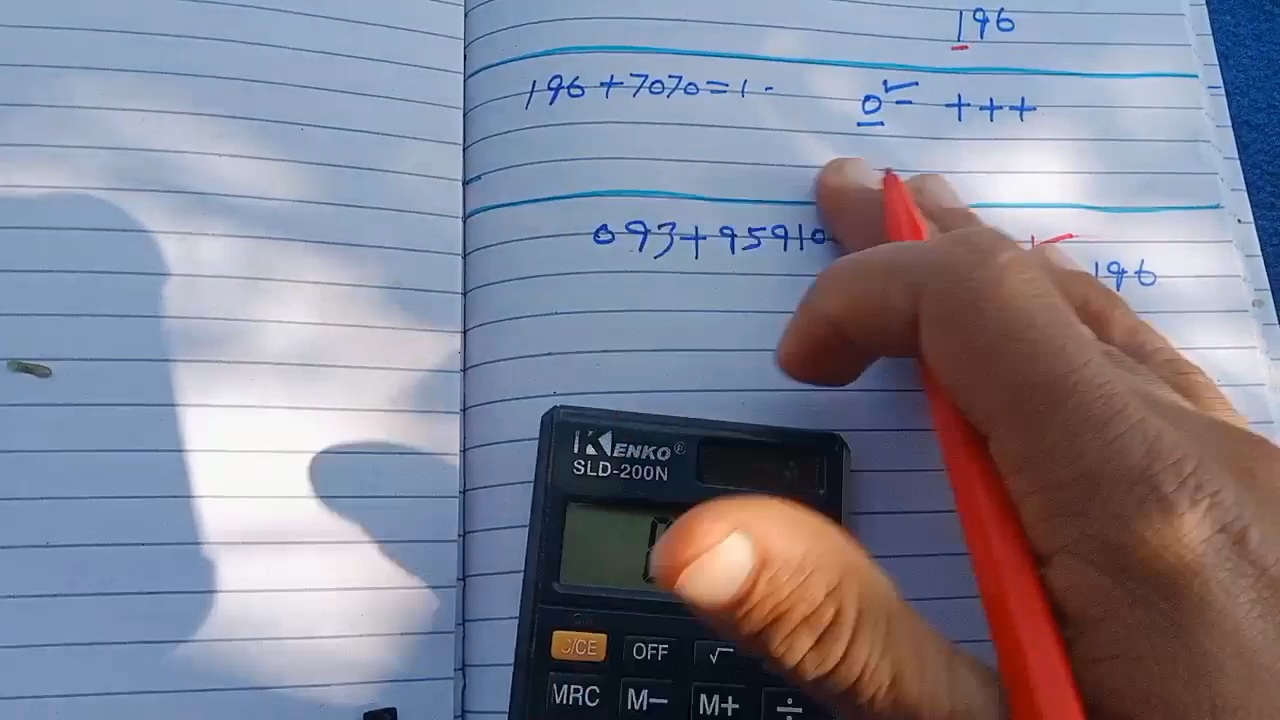 196
196+7070=1-
0- +++
093+95910
196
KENKO®
SLD-200N
C/CE OFF √
MRC M− M+ ÷